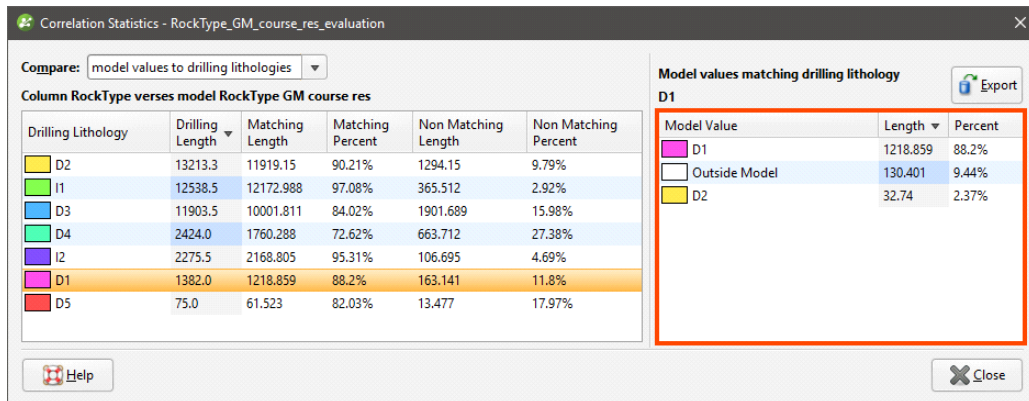 Correlation Statistics - RockType_GM_course_res_evaluation
Compare: model values to drilling lithologies
Column RockType verses model RockType GM course res
Drilling Lithology Drilling Length Matching Length Matching Percent Non Matching Length Non Matching Percent
D2 13213.3 11919.15 90.21% 1294.15 9.79%
I1 12538.5 12172.988 97.08% 365.512 2.92%
D3 11903.5 10001.811 84.02% 1901.689 15.98%
D4 2424.0 1760.288 72.62% 663.712 27.38%
I2 2275.5 2168.805 95.31% 106.695 4.69%
D1 1382.0 1218.859 88.2% 163.141 11.8%
D5 75.0 61.523 82.03% 13.477 17.97%
Model values matching drilling lithology
D1
Export
Model Value Length Percent
D1 1218.859 88.2%
Outside Model 130.401 9.44%
D2 32.74 2.37%
Help
Close